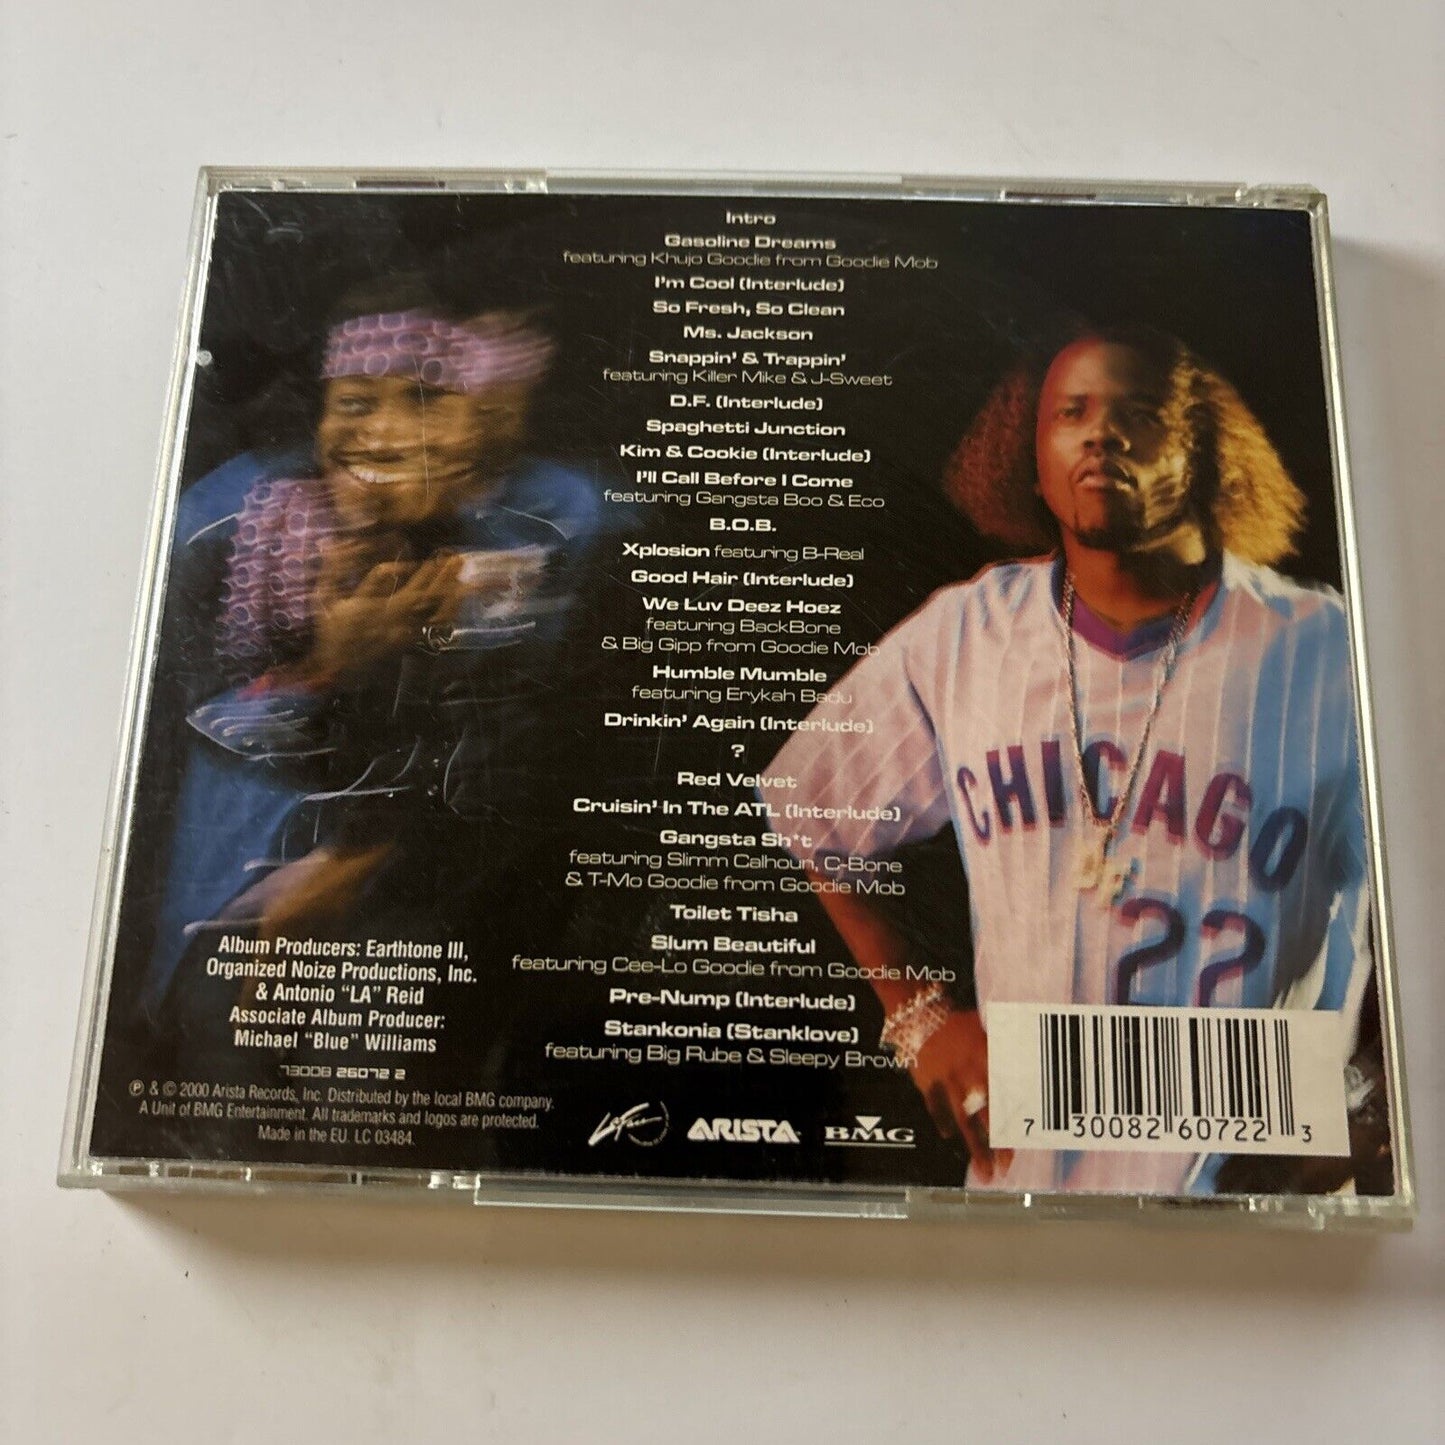 Intro
Gasoline Dreams
featuring Khujo Goodie from Goodie Mob
I'm Cool (Interlude)
So Fresh, So Clean
Ms. Jackson
Snappin' & Trappin'
featuring Killer Mike & J-Sweet
D.F. (Interlude)
Spaghetti Junction
Kim & Cookie (Interlude)
I'll Call Before I Come
featuring Gangsta Boo & Eco
B.O.B.
Xplosion featuring B-Real
Good Hair (Interlude)
We Luv Deez Hoez
featuring BackBone
& Big Gipp from Goodie Mob
Humble Mumble
featuring Erykah Badu
Drinkin' Again (Interlude)
?
Red Velvet
Cruisin' In The ATL (Interlude)
Gangsta Sh*t
featuring Slimm Calhoun, C-Bone
& T-Mo Goodie from Goodie Mob
Toilet Tisha
Slum Beautiful
featuring Cee-Lo Goodie from Goodie Mob
Pre-Nump (Interlude)
Stankonia (Stanklove)
featuring Big Rube & Sleepy Brown
CHICAGO
22
Album Producers: Earthtone III,
Organized Noize Productions, Inc.
& Antonio "LA" Reid
Associate Album Producer:
Michael "Blue" Williams
73008 26072 2
℗ & © 2000 Arista Records, Inc. Distributed by the local BMG company.
A Unit of BMG Entertainment. All trademarks and logos are protected.
Made in the EU. LC 03484.
LaFace
ARISTA
BMG
7 30082 60722 3